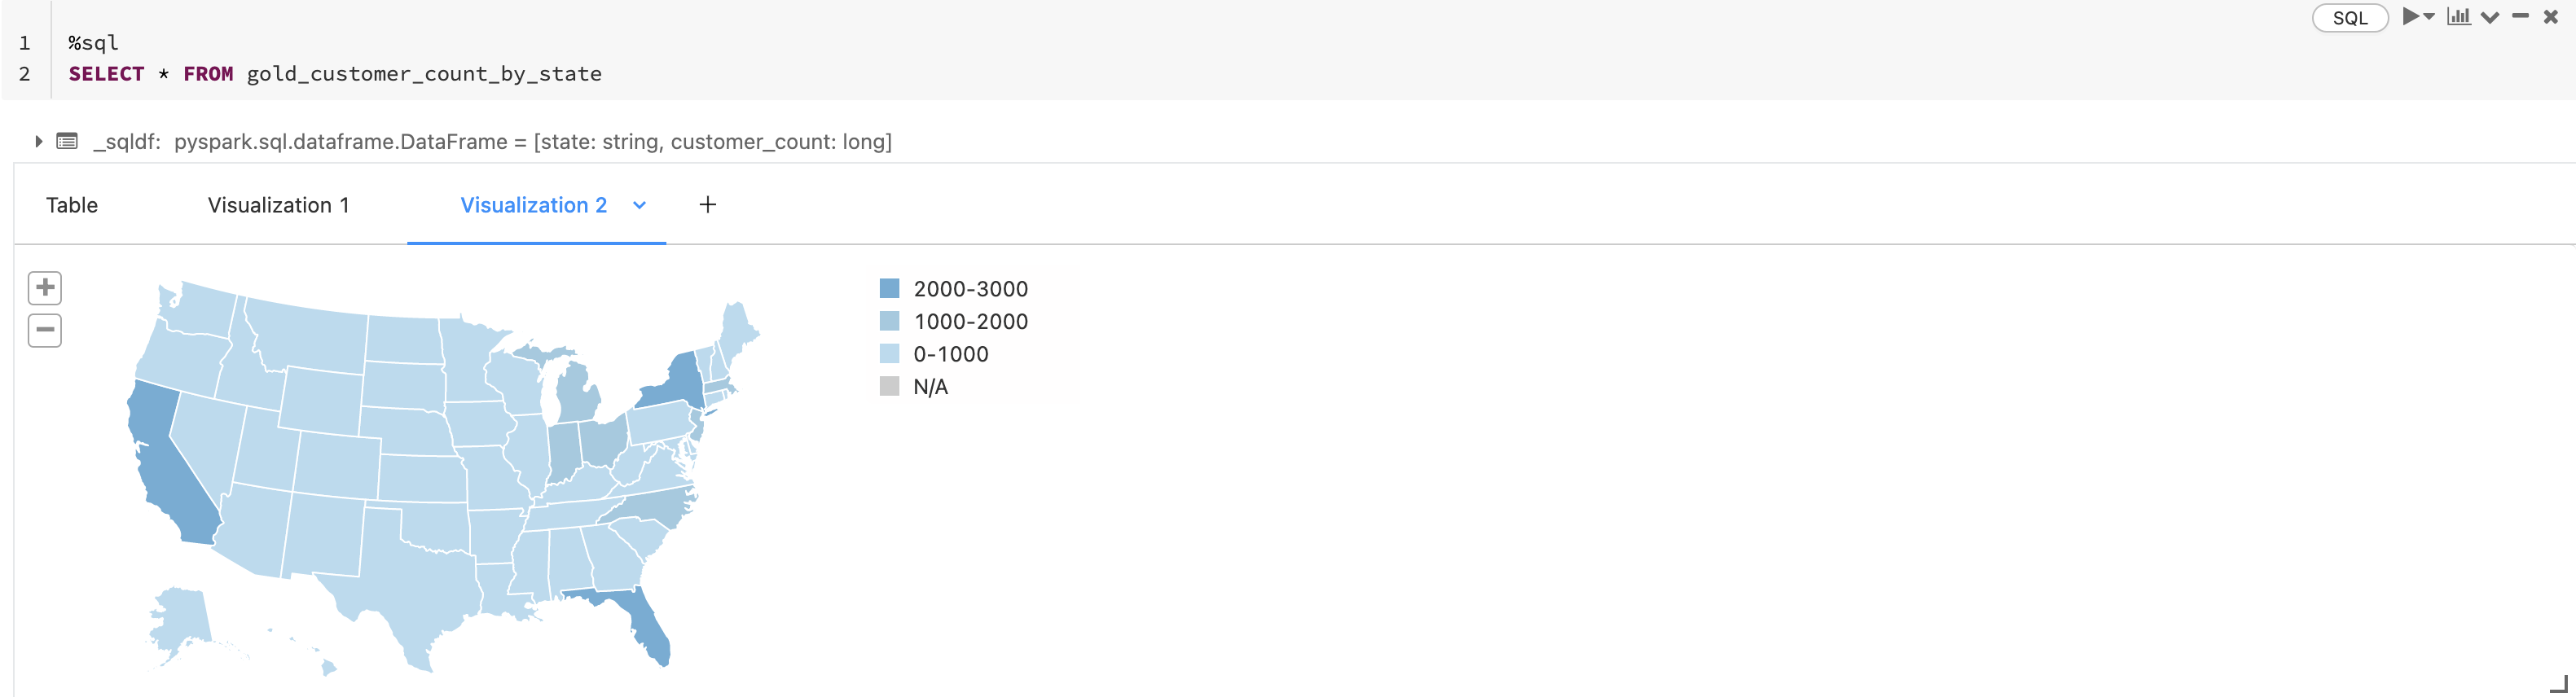 SQL
1 %sql
2 SELECT * FROM gold_customer_count_by_state
_sqldf: pyspark.sql.dataframe.DataFrame = [state: string, customer_count: long]
Table Visualization 1 Visualization 2 +
2000-3000
1000-2000
0-1000
N/A